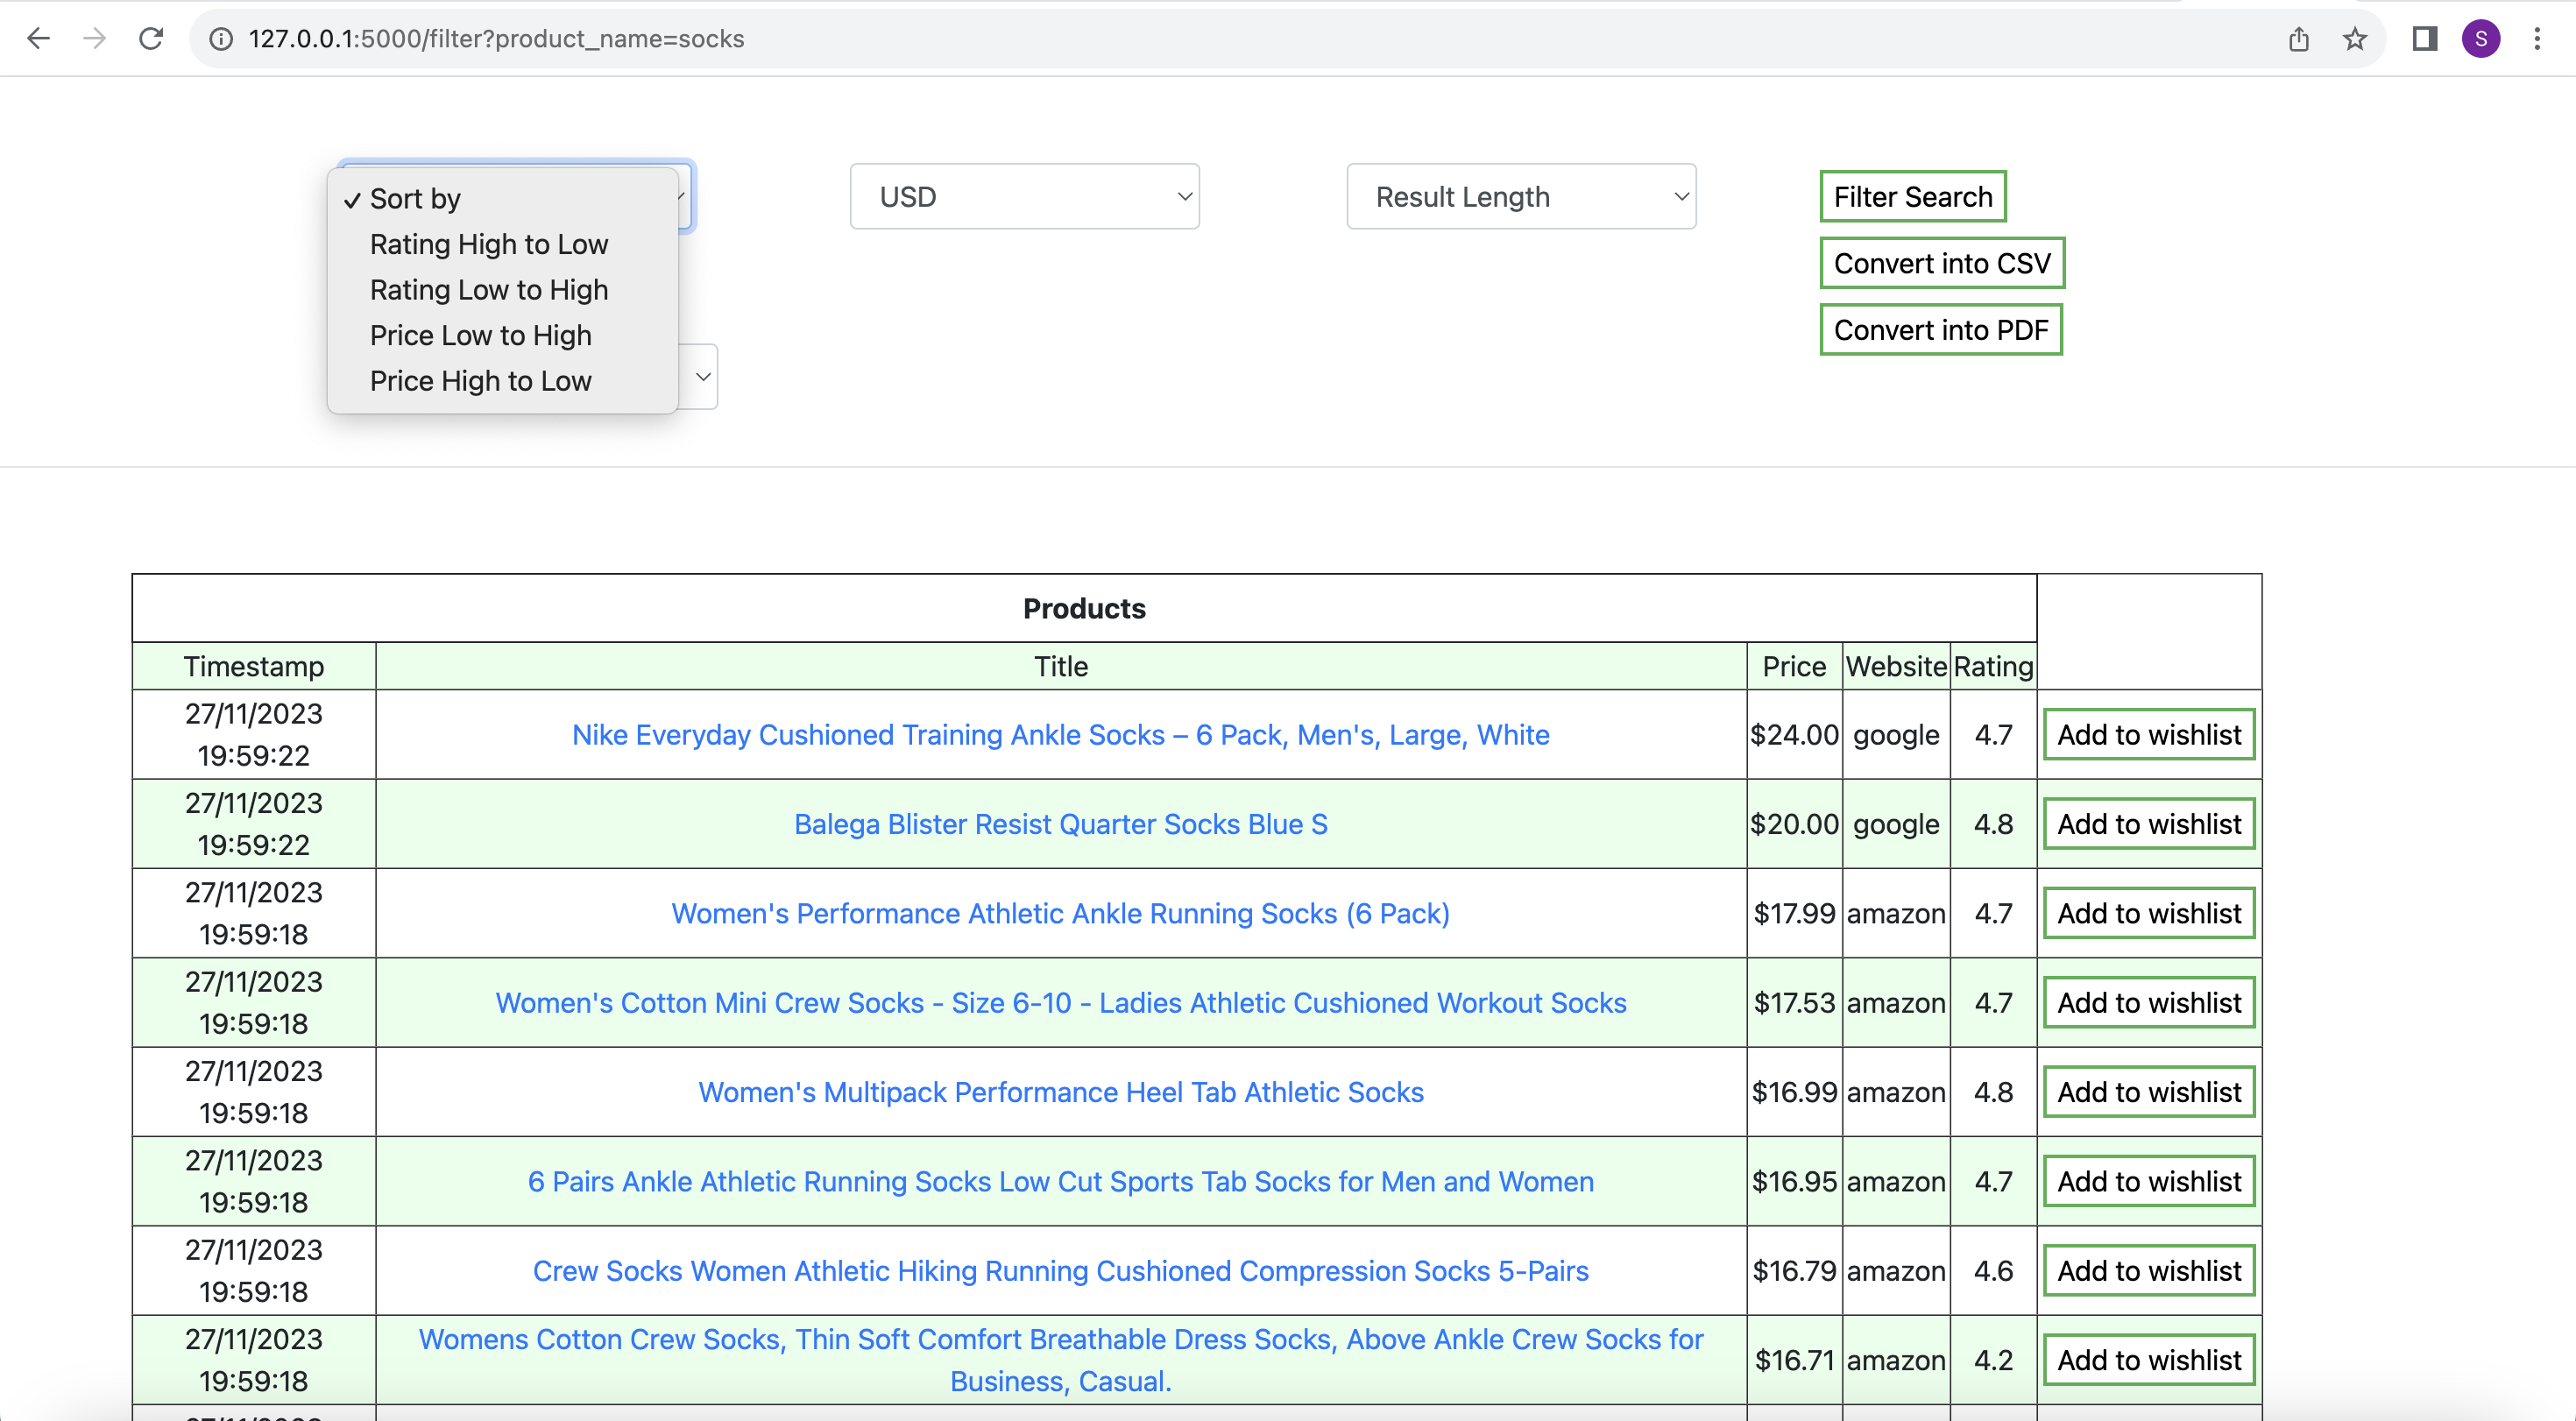 127.0.0.1:5000/filter?product_name=socks
S
✓ Sort by
Rating High to Low
Rating Low to High
Price Low to High
Price High to Low
USD
Result Length
Filter Search
Convert into CSV
Convert into PDF
Products
Timestamp Title Price Website Rating
27/11/2023
19:59:22
Nike Everyday Cushioned Training Ankle Socks – 6 Pack, Men's, Large, White
$24.00 google 4.7 Add to wishlist
27/11/2023
19:59:22
Balega Blister Resist Quarter Socks Blue S
$20.00 google 4.8 Add to wishlist
27/11/2023
19:59:18
Women's Performance Athletic Ankle Running Socks (6 Pack)
$17.99 amazon 4.7 Add to wishlist
27/11/2023
19:59:18
Women's Cotton Mini Crew Socks - Size 6-10 - Ladies Athletic Cushioned Workout Socks
$17.53 amazon 4.7 Add to wishlist
27/11/2023
19:59:18
Women's Multipack Performance Heel Tab Athletic Socks
$16.99 amazon 4.8 Add to wishlist
27/11/2023
19:59:18
6 Pairs Ankle Athletic Running Socks Low Cut Sports Tab Socks for Men and Women
$16.95 amazon 4.7 Add to wishlist
27/11/2023
19:59:18
Crew Socks Women Athletic Hiking Running Cushioned Compression Socks 5-Pairs
$16.79 amazon 4.6 Add to wishlist
27/11/2023
19:59:18
Womens Cotton Crew Socks, Thin Soft Comfort Breathable Dress Socks, Above Ankle Crew Socks for
Business, Casual.
$16.71 amazon 4.2 Add to wishlist